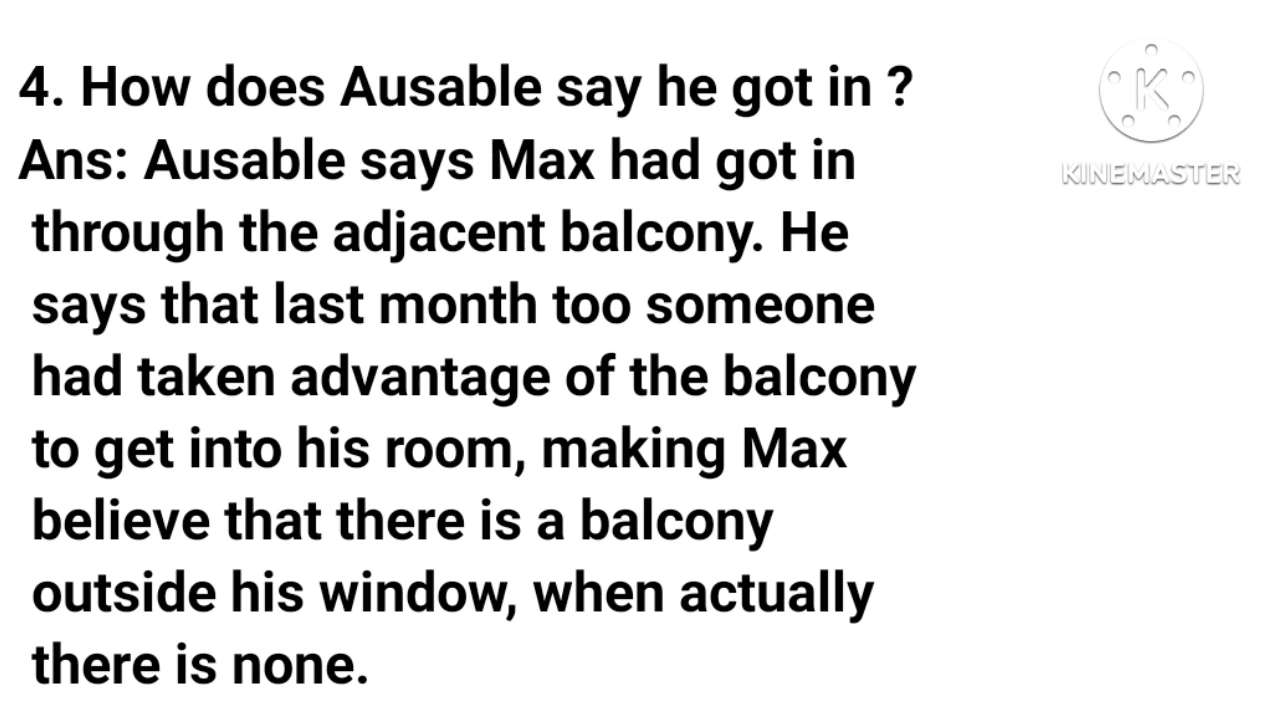 4. How does Ausable say he got in ?
Ans: Ausable says Max had got in
through the adjacent balcony. He
says that last month too someone
had taken advantage of the balcony
to get into his room, making Max
believe that there is a balcony
outside his window, when actually
there is none.
K
KINEMASTER